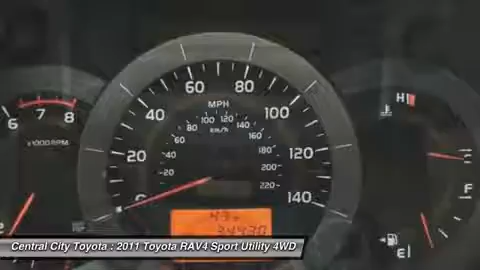 60 80
MPH
40 100
100 120
80 140
60 km/h 160
6 7 8
x1000RPM
40 180
20 120
20 200
220
140
H
C
F
E
34430
Central City Toyota : 2011 Toyota RAV4 Sport Utility 4WD